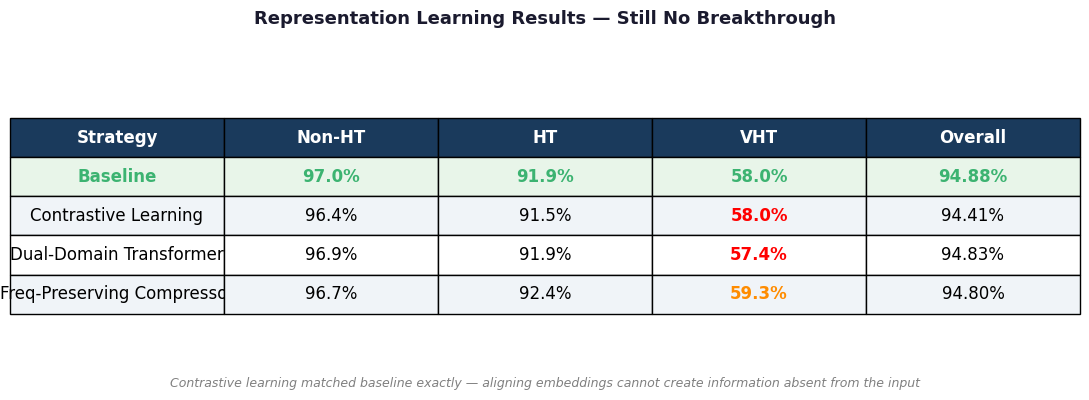 Representation Learning Results — Still No Breakthrough
Strategy Non-HT HT VHT Overall
Baseline 97.0% 91.9% 58.0% 94.88%
Contrastive Learning 96.4% 91.5% 58.0% 94.41%
Dual-Domain Transformer 96.9% 91.9% 57.4% 94.83%
Freq-Preserving Compresso 96.7% 92.4% 59.3% 94.80%
Contrastive learning matched baseline exactly — aligning embeddings cannot create information absent from the input